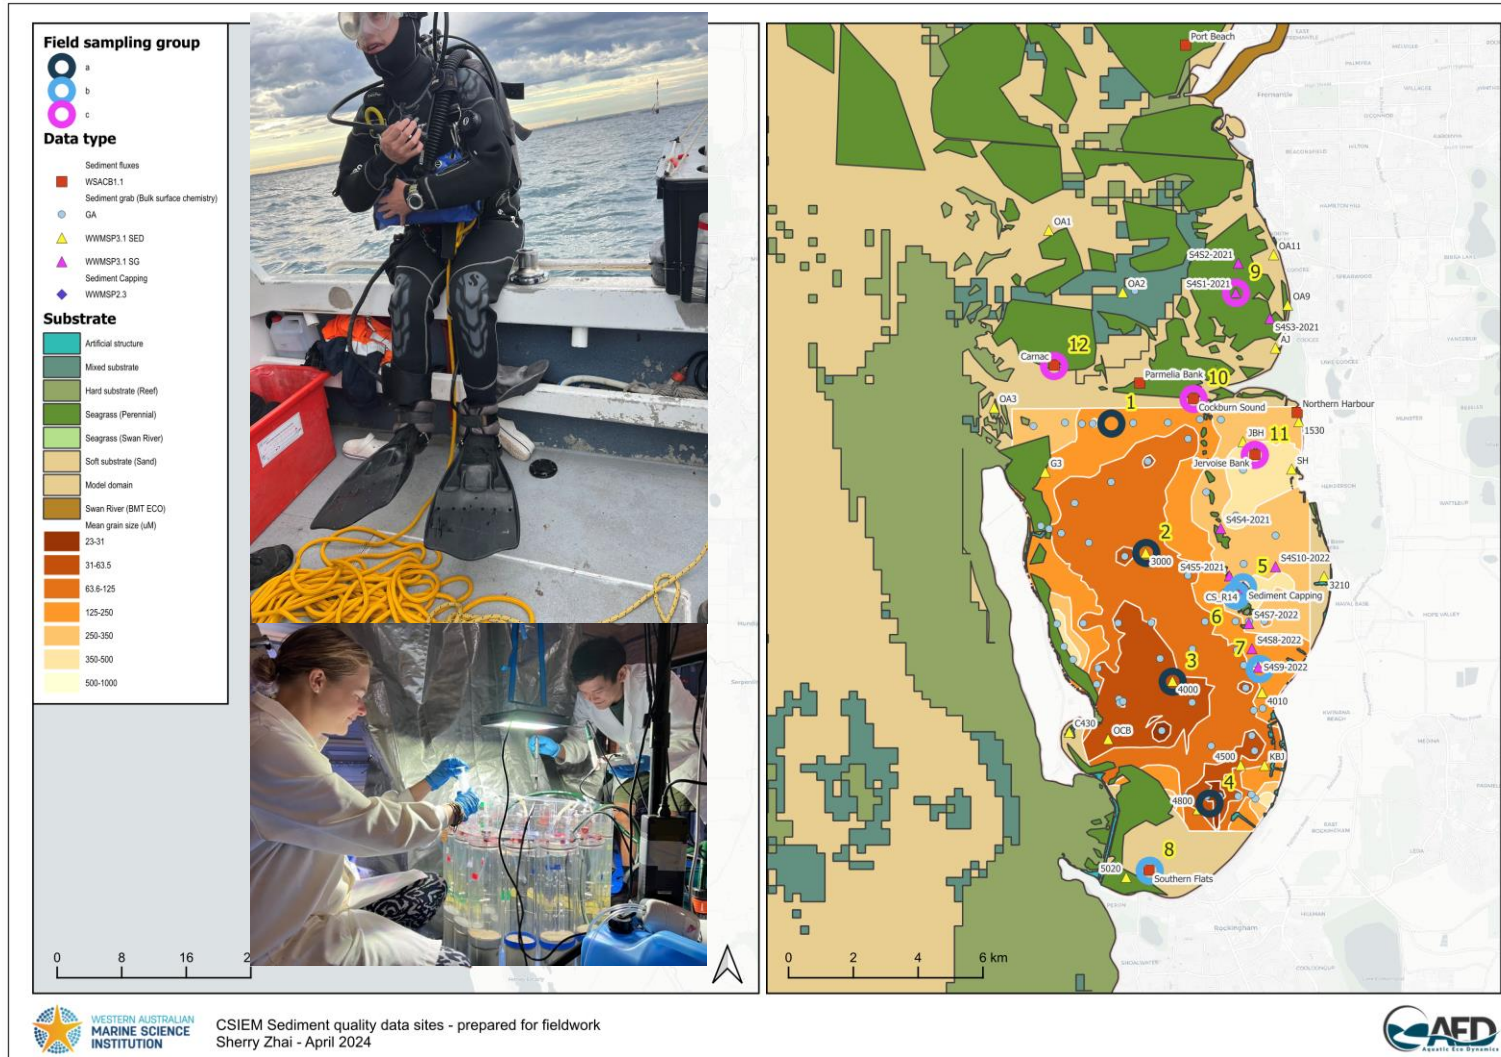 Field sampling group
a
b
c
Data type
Sediment fluxes
WSACB1.1
Sediment grab (Bulk surface chemistry)
GA
WWMSP3.1 SED
WWMSP3.1 SG
Sediment Capping
WWMSP2.3
Substrate
Artificial structure
Mixed substrate
Hard substrate (Reef)
Seagrass (Perennial)
Seagrass (Swan River)
Soft substrate (Sand)
Model domain
Swan River (BMT ECO)
Mean grain size (uM)
23-31
31-63.5
63.6-125
125-250
250-350
350-500
500-1000
0 8 16 2
Port Beach
Fremantle
OA1
OA11
S4S2-2021
9
OA2
S4S1-2021
OA9
S4S3-2021
AJ
12
Carnac
Parmelia Bank
10
OA3
1
Cockburn Sound
Northern Harbour
1530
JBH
11
Jervoise Bank
SH
G3
S4S4-2021
2
3000
S4S5-2021
5
S4S10-2022
3210
CS_R14
Sediment Capping
6
S4S7-2022
7
S4S8-2022
S4S9-2022
3
4000
4010
C430
OCB
4500
KBJ
4
4800
8
5020
Southern Flats
Rockingham
0 2 4 6 km
WESTERN AUSTRALIAN
MARINE SCIENCE
INSTITUTION
CSIEM Sediment quality data sites - prepared for fieldwork
Sherry Zhai - April 2024
AED
Aquatic Eco Dynamics